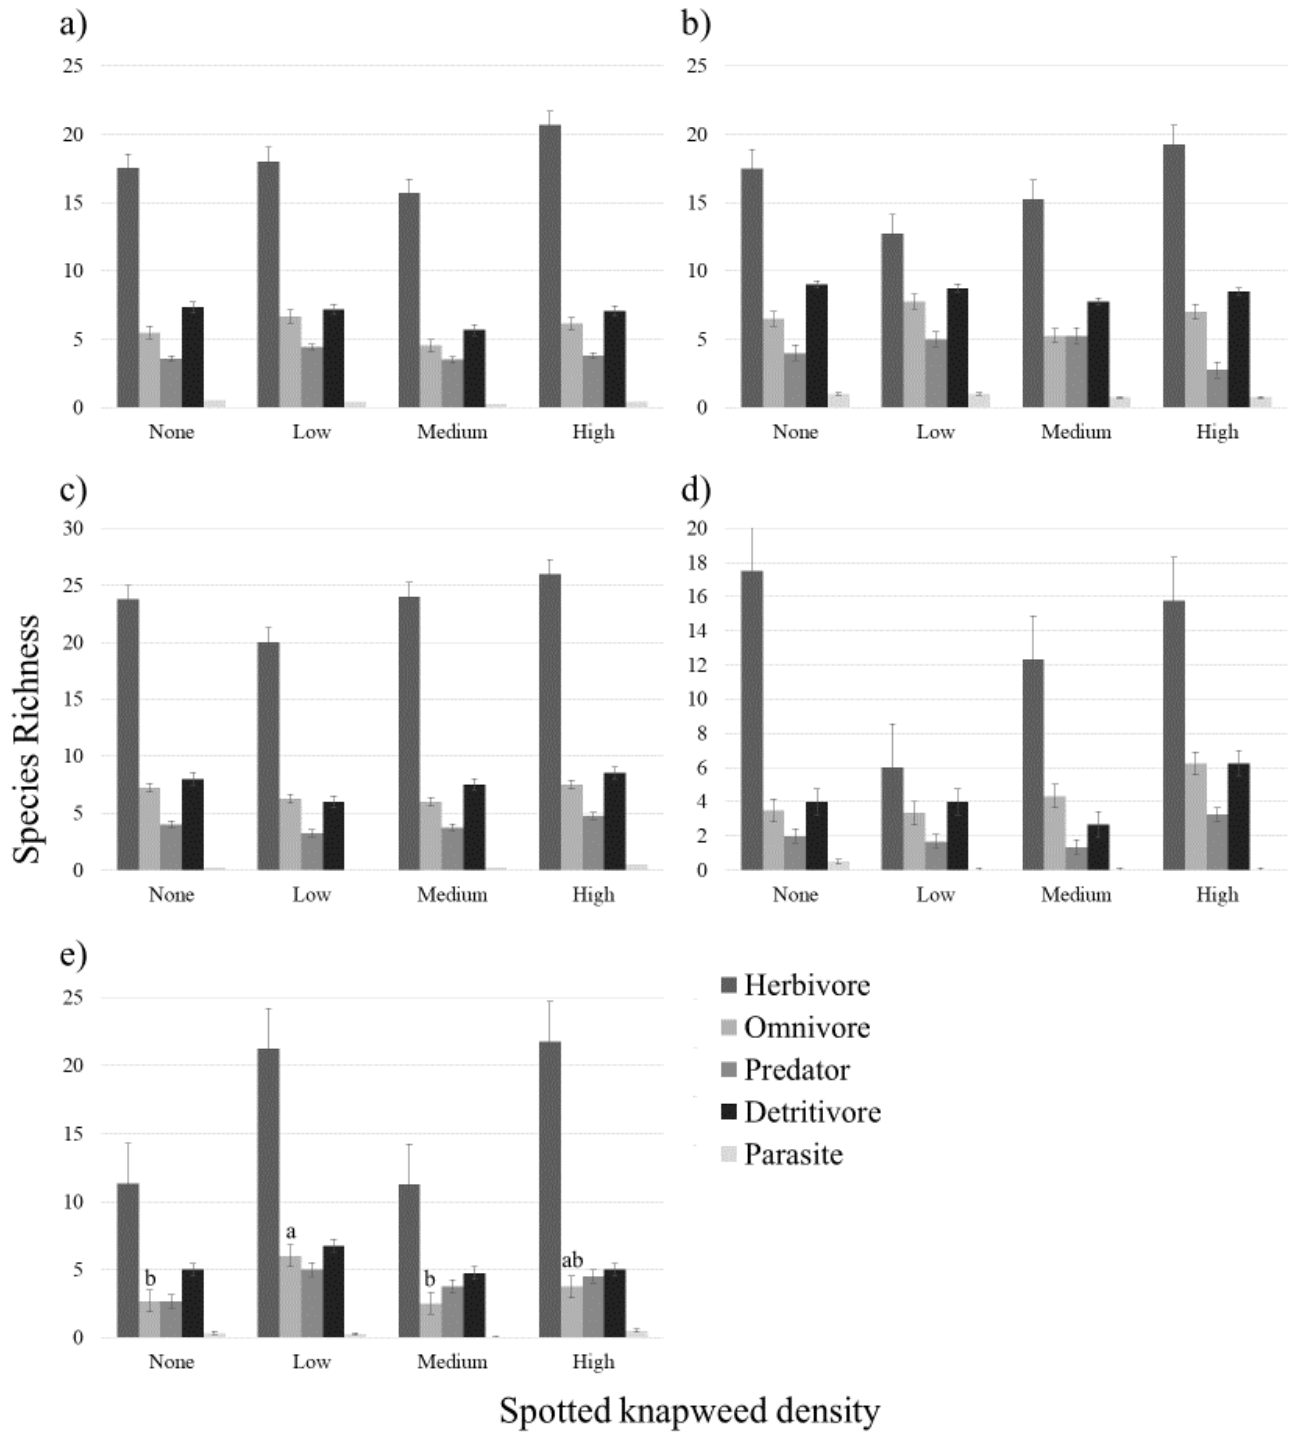 a)
25
20
15
10
5
0
None Low Medium High
b)
25
20
15
10
5
0
None Low Medium High
c)
30
25
20
15
10
5
0
None Low Medium High
d)
20
18
16
14
12
10
8
6
4
2
0
None Low Medium High
e)
25
20
15
10
5
0
b a b ab
None Low Medium High
Herbivore
Omnivore
Predator
Detritivore
Parasite
Species Richness
Spotted knapweed density